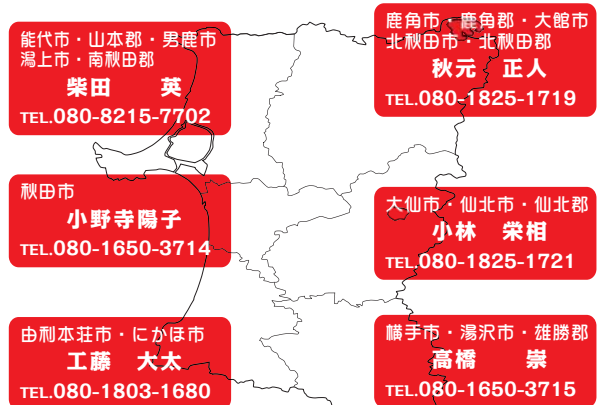 能代市・山本郡・男鹿市
潟上市・南秋田郡
柴田　英
TEL.080-8215-7702
鹿角市・鹿角郡・大館市
北秋田市・北秋田郡
秋元　正人
TEL.080-1825-1719
秋田市
小野寺陽子
TEL.080-1650-3714
大仙市・仙北市・仙北郡
小林　栄相
TEL.080-1825-1721
由利本荘市・にかほ市
工藤　大太
TEL.080-1803-1680
横手市・湯沢市・雄勝郡
高橋　崇
TEL.080-1650-3715